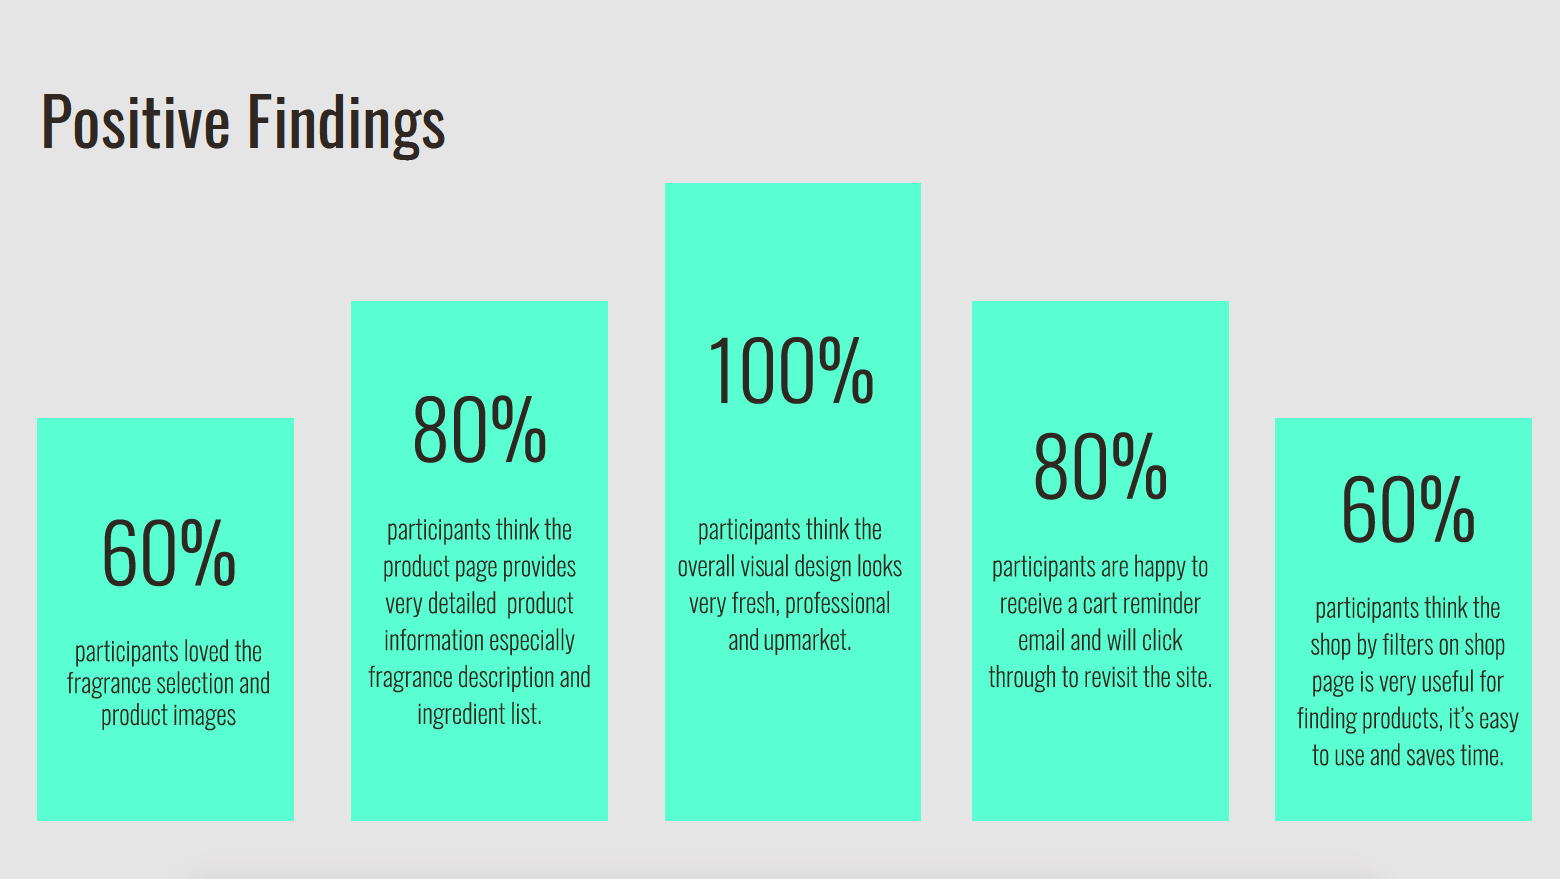 Positive Findings
60%
participants loved the
fragrance selection and
product images
80%
participants think the
product page provides
very detailed  product
information especially
fragrance description and
ingredient list.
100%
participants think the
overall visual design looks
very fresh, professional
and upmarket.
80%
participants are happy to
receive a cart reminder
email and will click
through to revisit the site.
60%
participants think the
shop by filters on shop
page is very useful for
finding products, it’s easy
to use and saves time.